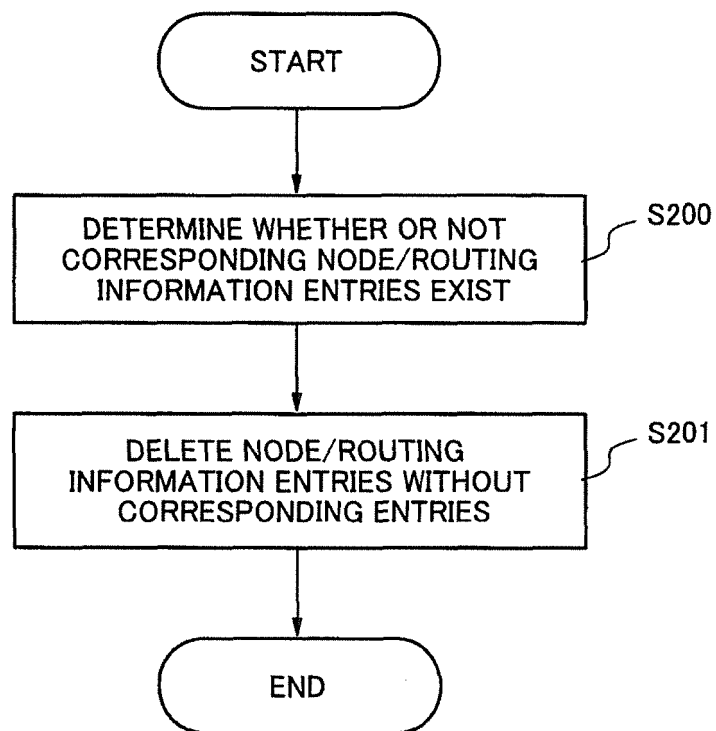 START
DETERMINE WHETHER OR NOT
CORRESPONDING NODE/ROUTING
INFORMATION ENTRIES EXIST
S200
DELETE NODE/ROUTING
INFORMATION ENTRIES WITHOUT
CORRESPONDING ENTRIES
S201
END